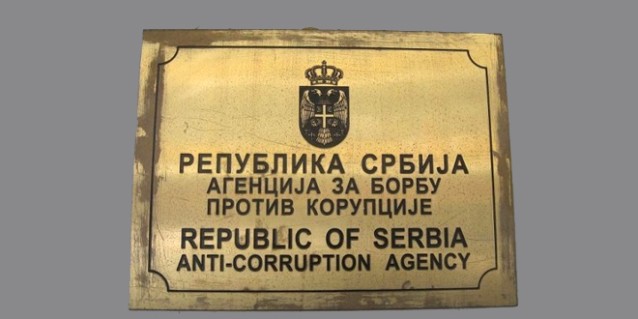 РЕПУБЛИКА СРБИЈА
АГЕНЦИЈА ЗА БОРБУ
ПРОТИВ КОРУПЦИЈЕ
REPUBLIC OF SERBIA
ANTI-CORRUPTION AGENCY